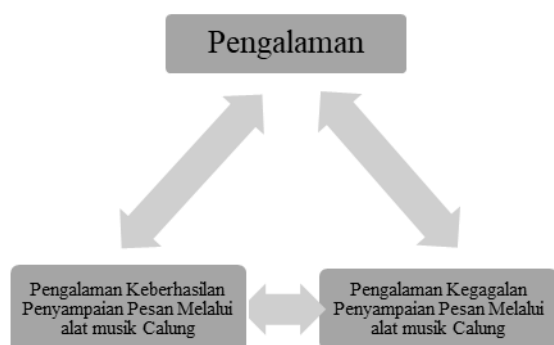 Pengalaman
Pengalaman Keberhasilan
Penyampaian Pesan Melalui
alat musik Calung
Pengalaman Kegagalan
Penyampaian Pesan Melalui
alat musik Calung